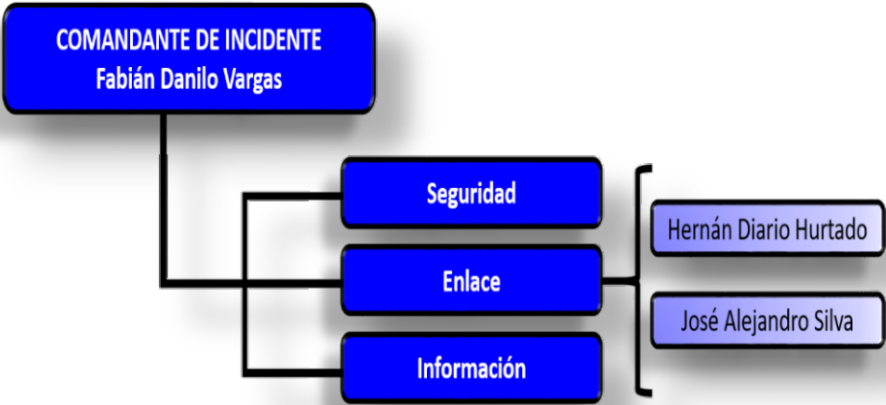 COMANDANTE DE INCIDENTE
Fabián Danilo Vargas
Seguridad
Enlace
Información
Hernán Diario Hurtado
José Alejandro Silva